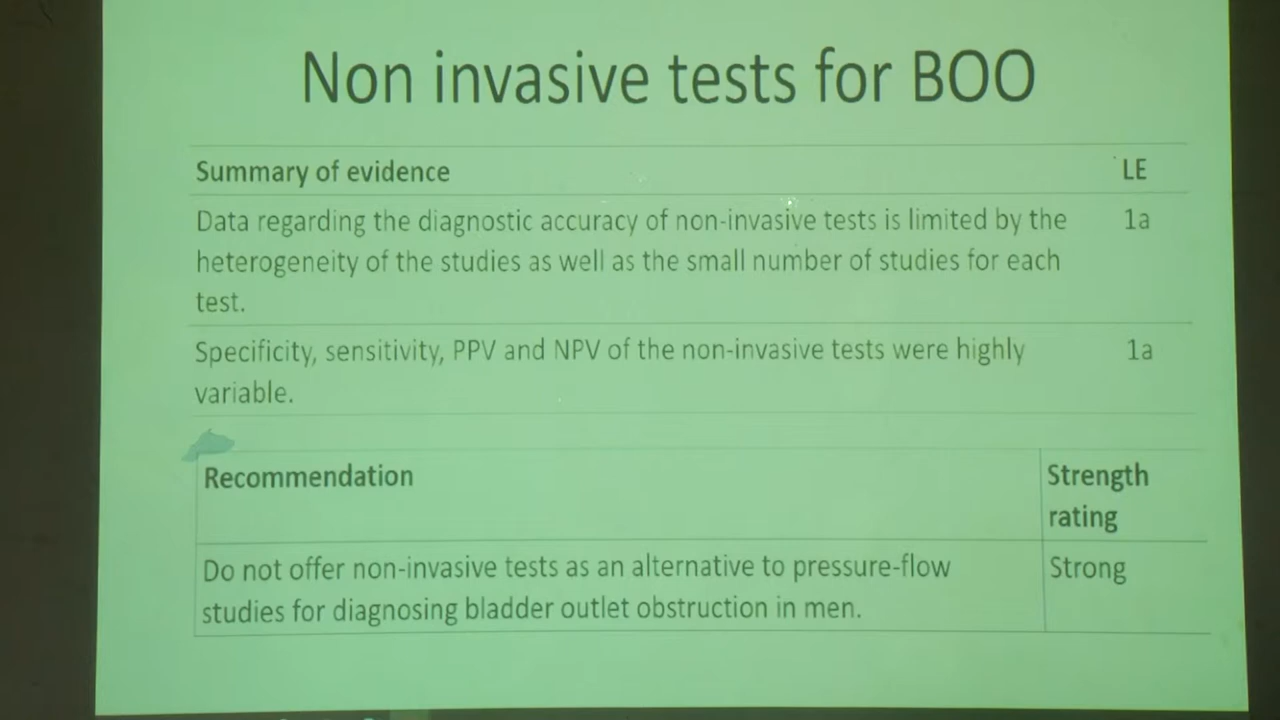 Non invasive tests for BOO
Summary of evidence LE
Data regarding the diagnostic accuracy of non-invasive tests is limited by the 1a
heterogeneity of the studies as well as the small number of studies for each
test.
Specificity, sensitivity, PPV and NPV of the non-invasive tests were highly 1a
variable.
Recommendation Strength
rating
Do not offer non-invasive tests as an alternative to pressure-flow Strong
studies for diagnosing bladder outlet obstruction in men.